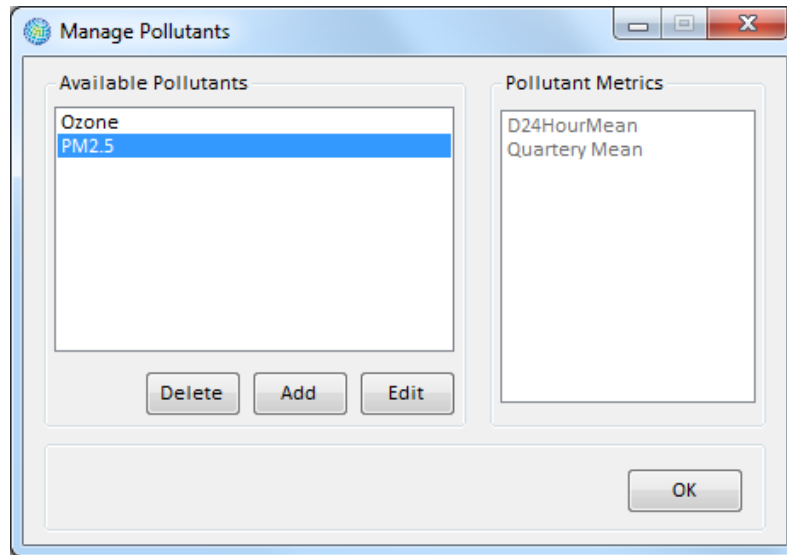 Manage Pollutants
Available Pollutants
Ozone
PM2.5
Delete
Add
Edit
Pollutant Metrics
D24HourMean
Quartery Mean
OK